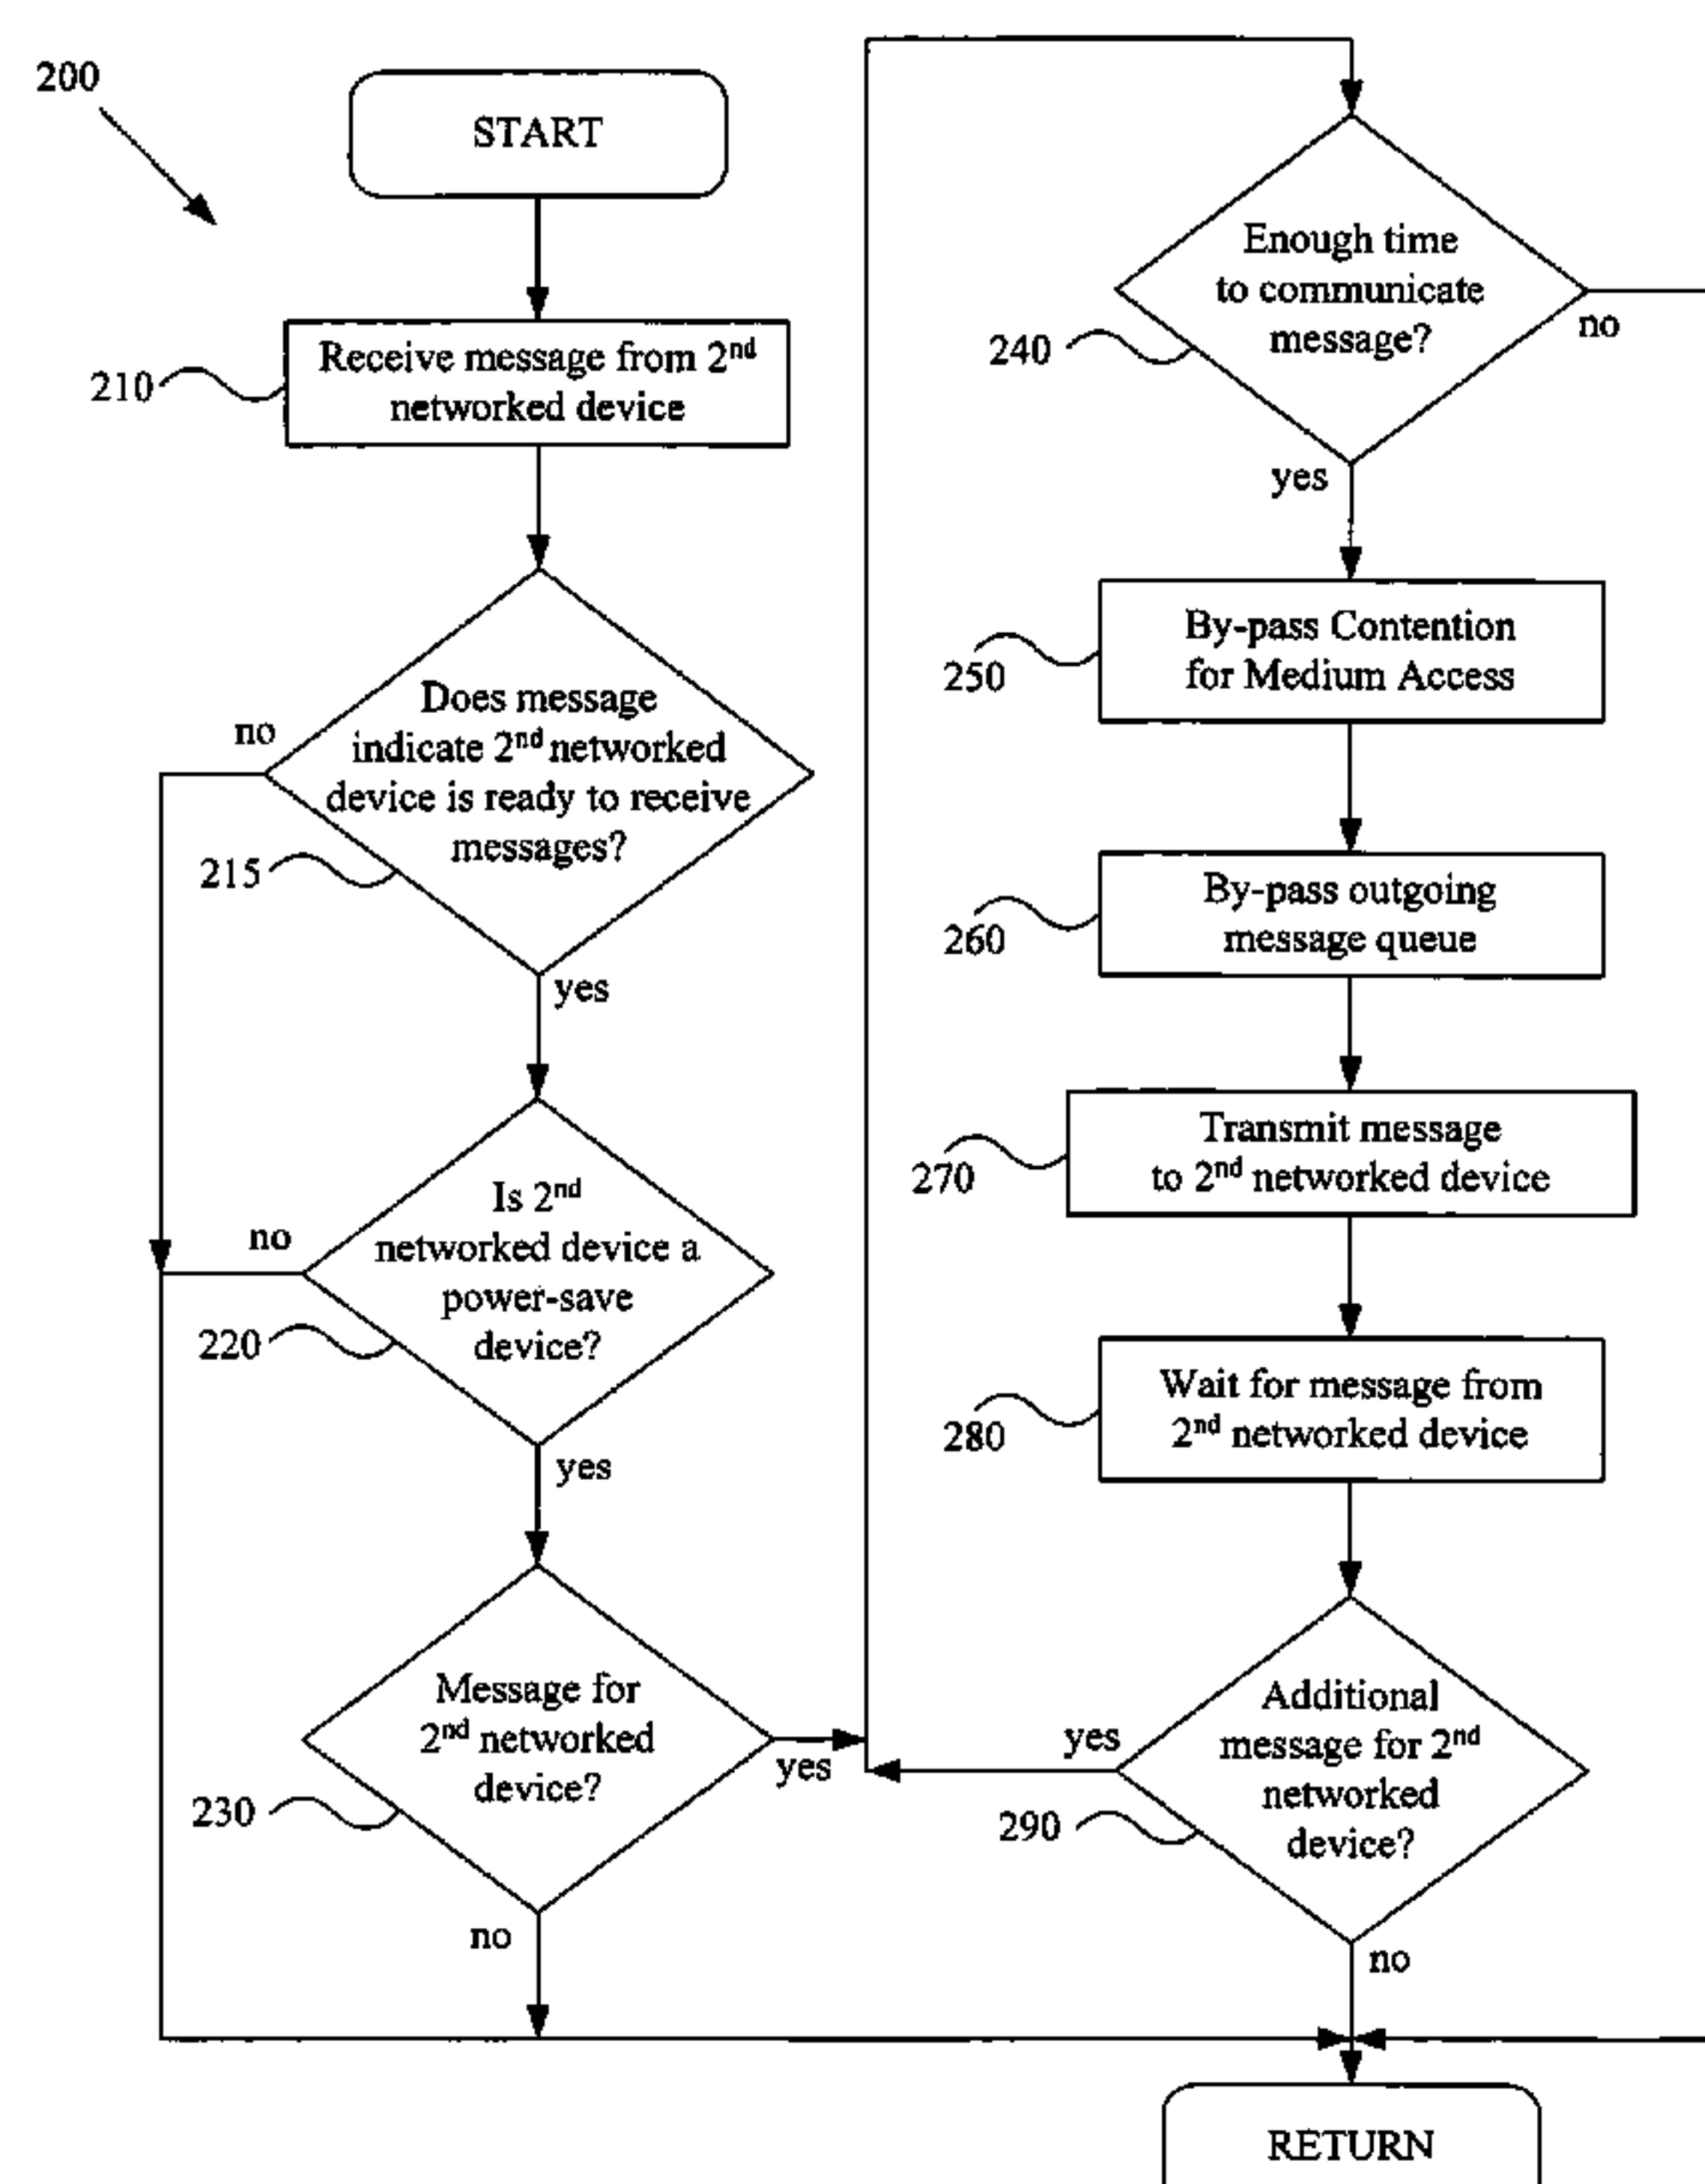 200
START
Receive message from 2nd
networked device
210
Does message
indicate 2nd networked
device is ready to receive
messages?
no
215
yes
Is 2nd
networked device a
power-save
device?
no
220
yes
Message for
2nd networked
device?
yes
230
no
Enough time
to communicate
message?
no
240
yes
By-pass Contention
for Medium Access
250
By-pass outgoing
message queue
260
Transmit message
to 2nd networked device
270
Wait for message from
2nd networked device
280
Additional
message for 2nd
networked
device?
yes
290
no
RETURN